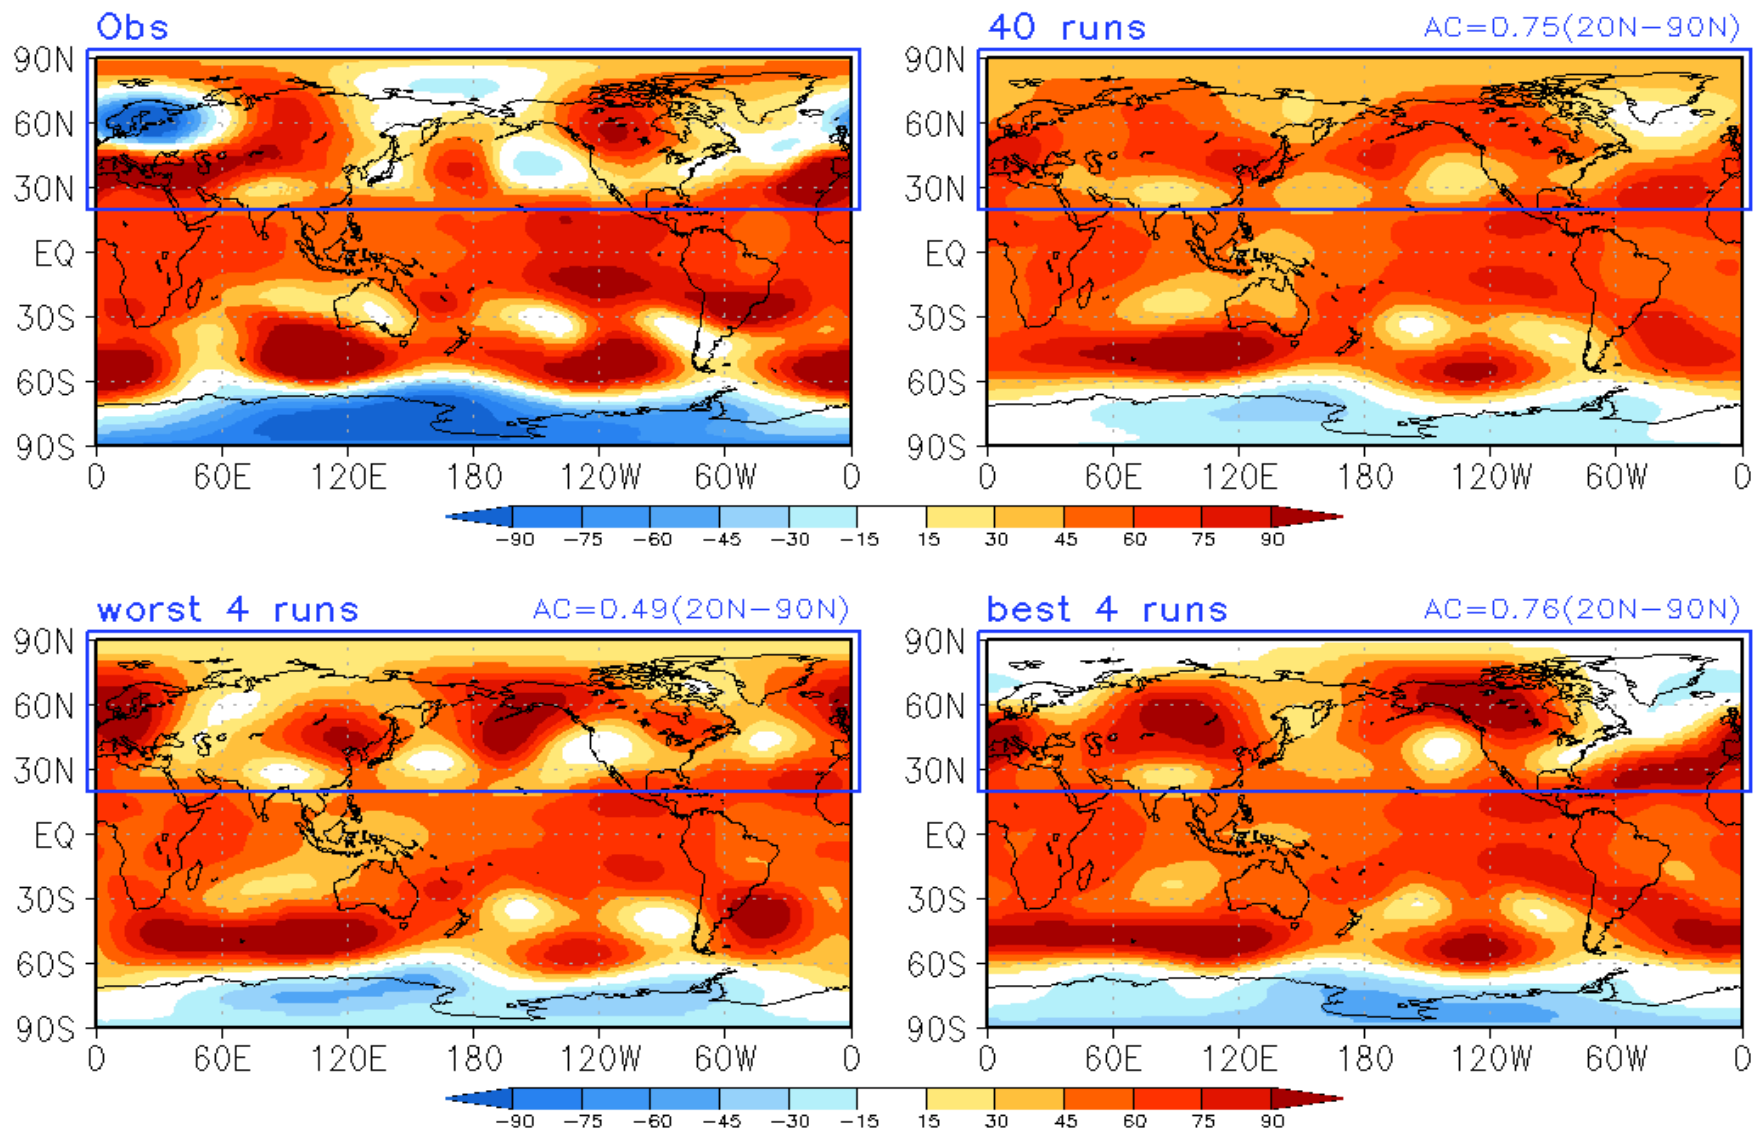 Obs
40 runs AC=0.75(20N-90N)
90N
60N
30N
EQ
30S
60S
90S
0 60E 120E 180 120W 60W 0
90N
60N
30N
EQ
30S
60S
90S
0 60E 120E 180 120W 60W 0
-90 -75 -60 -45 -30 -15 15 30 45 60 75 90
worst 4 runs AC=0.49(20N-90N)
best 4 runs AC=0.76(20N-90N)
90N
60N
30N
EQ
30S
60S
90S
0 60E 120E 180 120W 60W 0
90N
60N
30N
EQ
30S
60S
90S
0 60E 120E 180 120W 60W 0
-90 -75 -60 -45 -30 -15 15 30 45 60 75 90